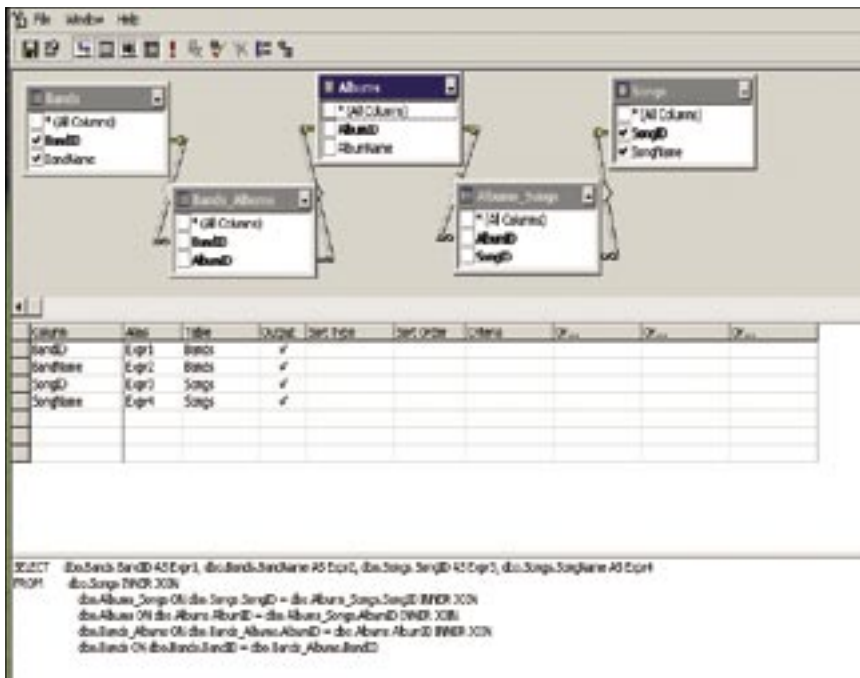 File Window Help
Bands
* (All Columns)
BandID
BandName
Albums
* (All Columns)
AlbumID
AlbumName
Songs
* (All Columns)
SongID
SongName
Bands_Albums
* (All Columns)
BandID
AlbumID
Albums_Songs
* (All Columns)
AlbumID
SongID
Column Alias Table Output Sort Type Sort Order Criteria Or... Or... Or...
BandID Expr1 Bands
BandName Expr2 Bands
SongID Expr3 Songs
SongName Expr4 Songs
SELECT dbo.Bands.BandID AS Expr1, dbo.Bands.BandName AS Expr2, dbo.Songs.SongID AS Expr3, dbo.Songs.SongName AS Expr4
FROM dbo.Songs INNER JOIN
dbo.Albums_Songs ON dbo.Songs.SongID = dbo.Albums_Songs.SongID INNER JOIN
dbo.Albums ON dbo.Albums.AlbumID = dbo.Albums_Songs.AlbumID INNER JOIN
dbo.Bands_Albums ON dbo.Bands_Albums.AlbumID = dbo.Albums.AlbumID INNER JOIN
dbo.Bands ON dbo.Bands.BandID = dbo.Bands_Albums.BandID